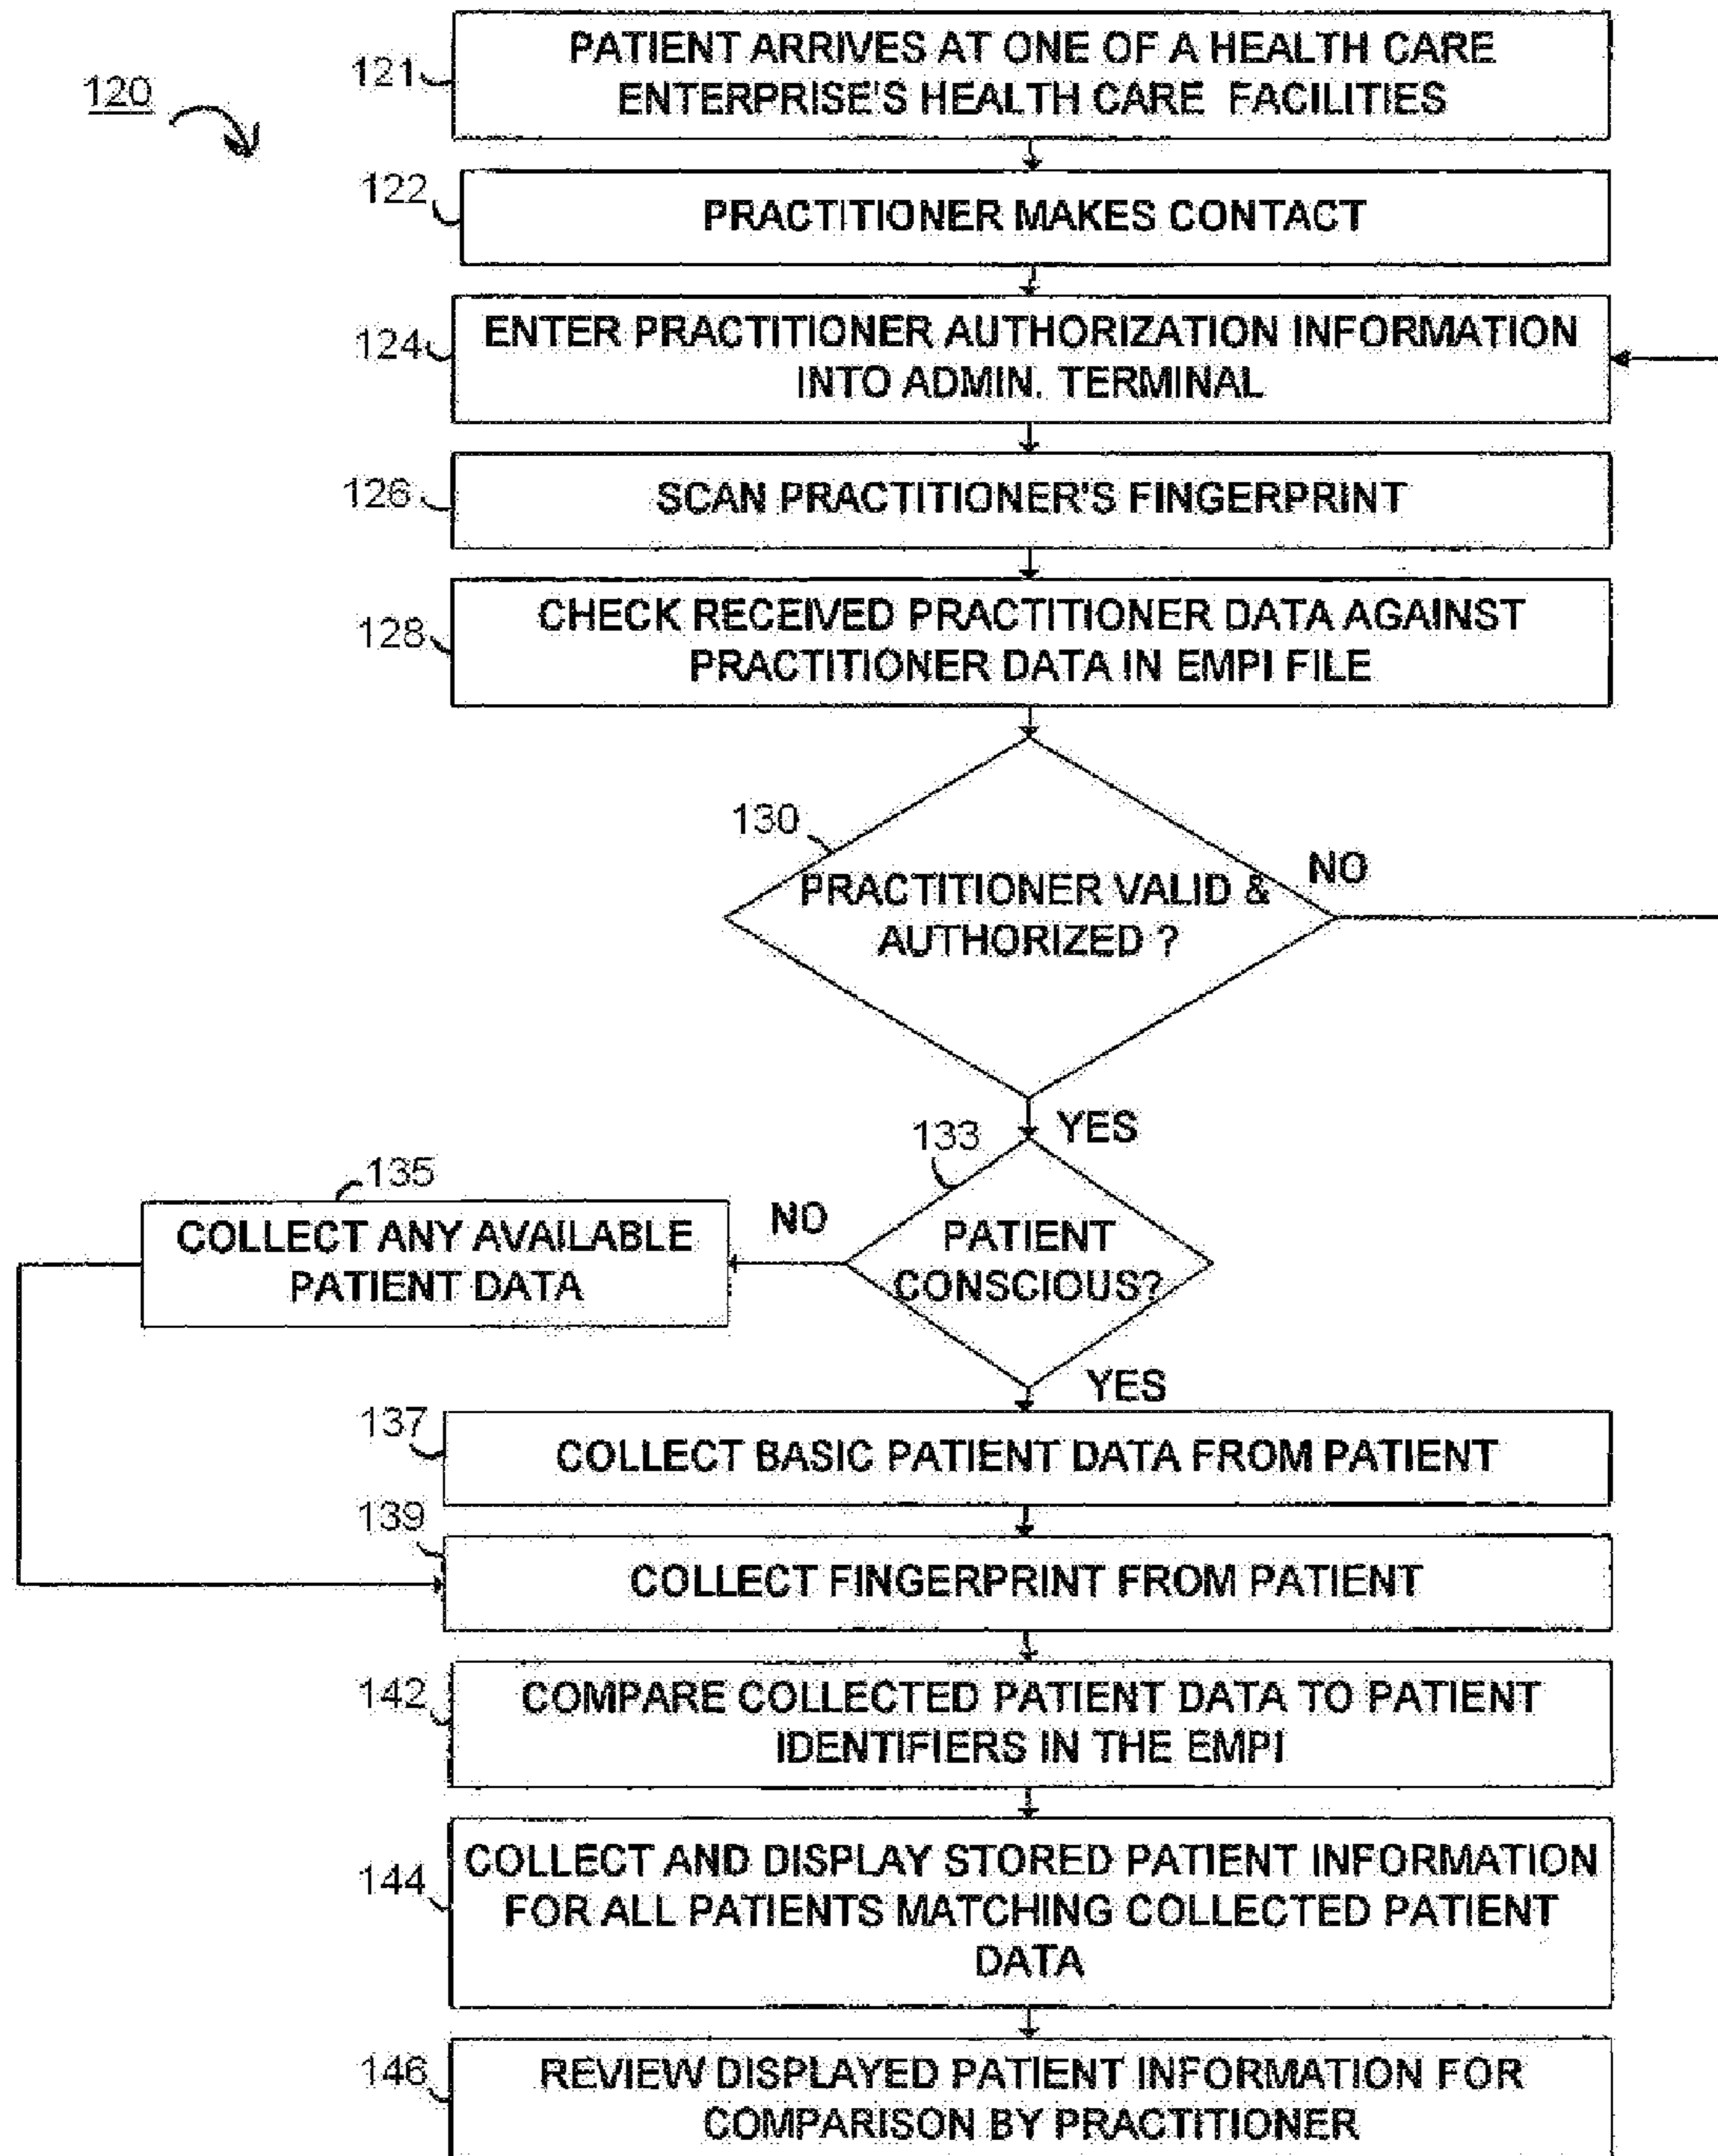 120
121
PATIENT ARRIVES AT ONE OF A HEALTH CARE
ENTERPRISE'S HEALTH CARE FACILITIES
122
PRACTITIONER MAKES CONTACT
124
ENTER PRACTITIONER AUTHORIZATION INFORMATION
INTO ADMIN. TERMINAL
126
SCAN PRACTITIONER'S FINGERPRINT
128
CHECK RECEIVED PRACTITIONER DATA AGAINST
PRACTITIONER DATA IN EMPI FILE
130
PRACTITIONER VALID &
AUTHORIZED ?
NO
YES
133
PATIENT
CONSCIOUS?
NO
135
COLLECT ANY AVAILABLE
PATIENT DATA
YES
137
COLLECT BASIC PATIENT DATA FROM PATIENT
139
COLLECT FINGERPRINT FROM PATIENT
142
COMPARE COLLECTED PATIENT DATA TO PATIENT
IDENTIFIERS IN THE EMPI
144
COLLECT AND DISPLAY STORED PATIENT INFORMATION
FOR ALL PATIENTS MATCHING COLLECTED PATIENT
DATA
146
REVIEW DISPLAYED PATIENT INFORMATION FOR
COMPARISON BY PRACTITIONER